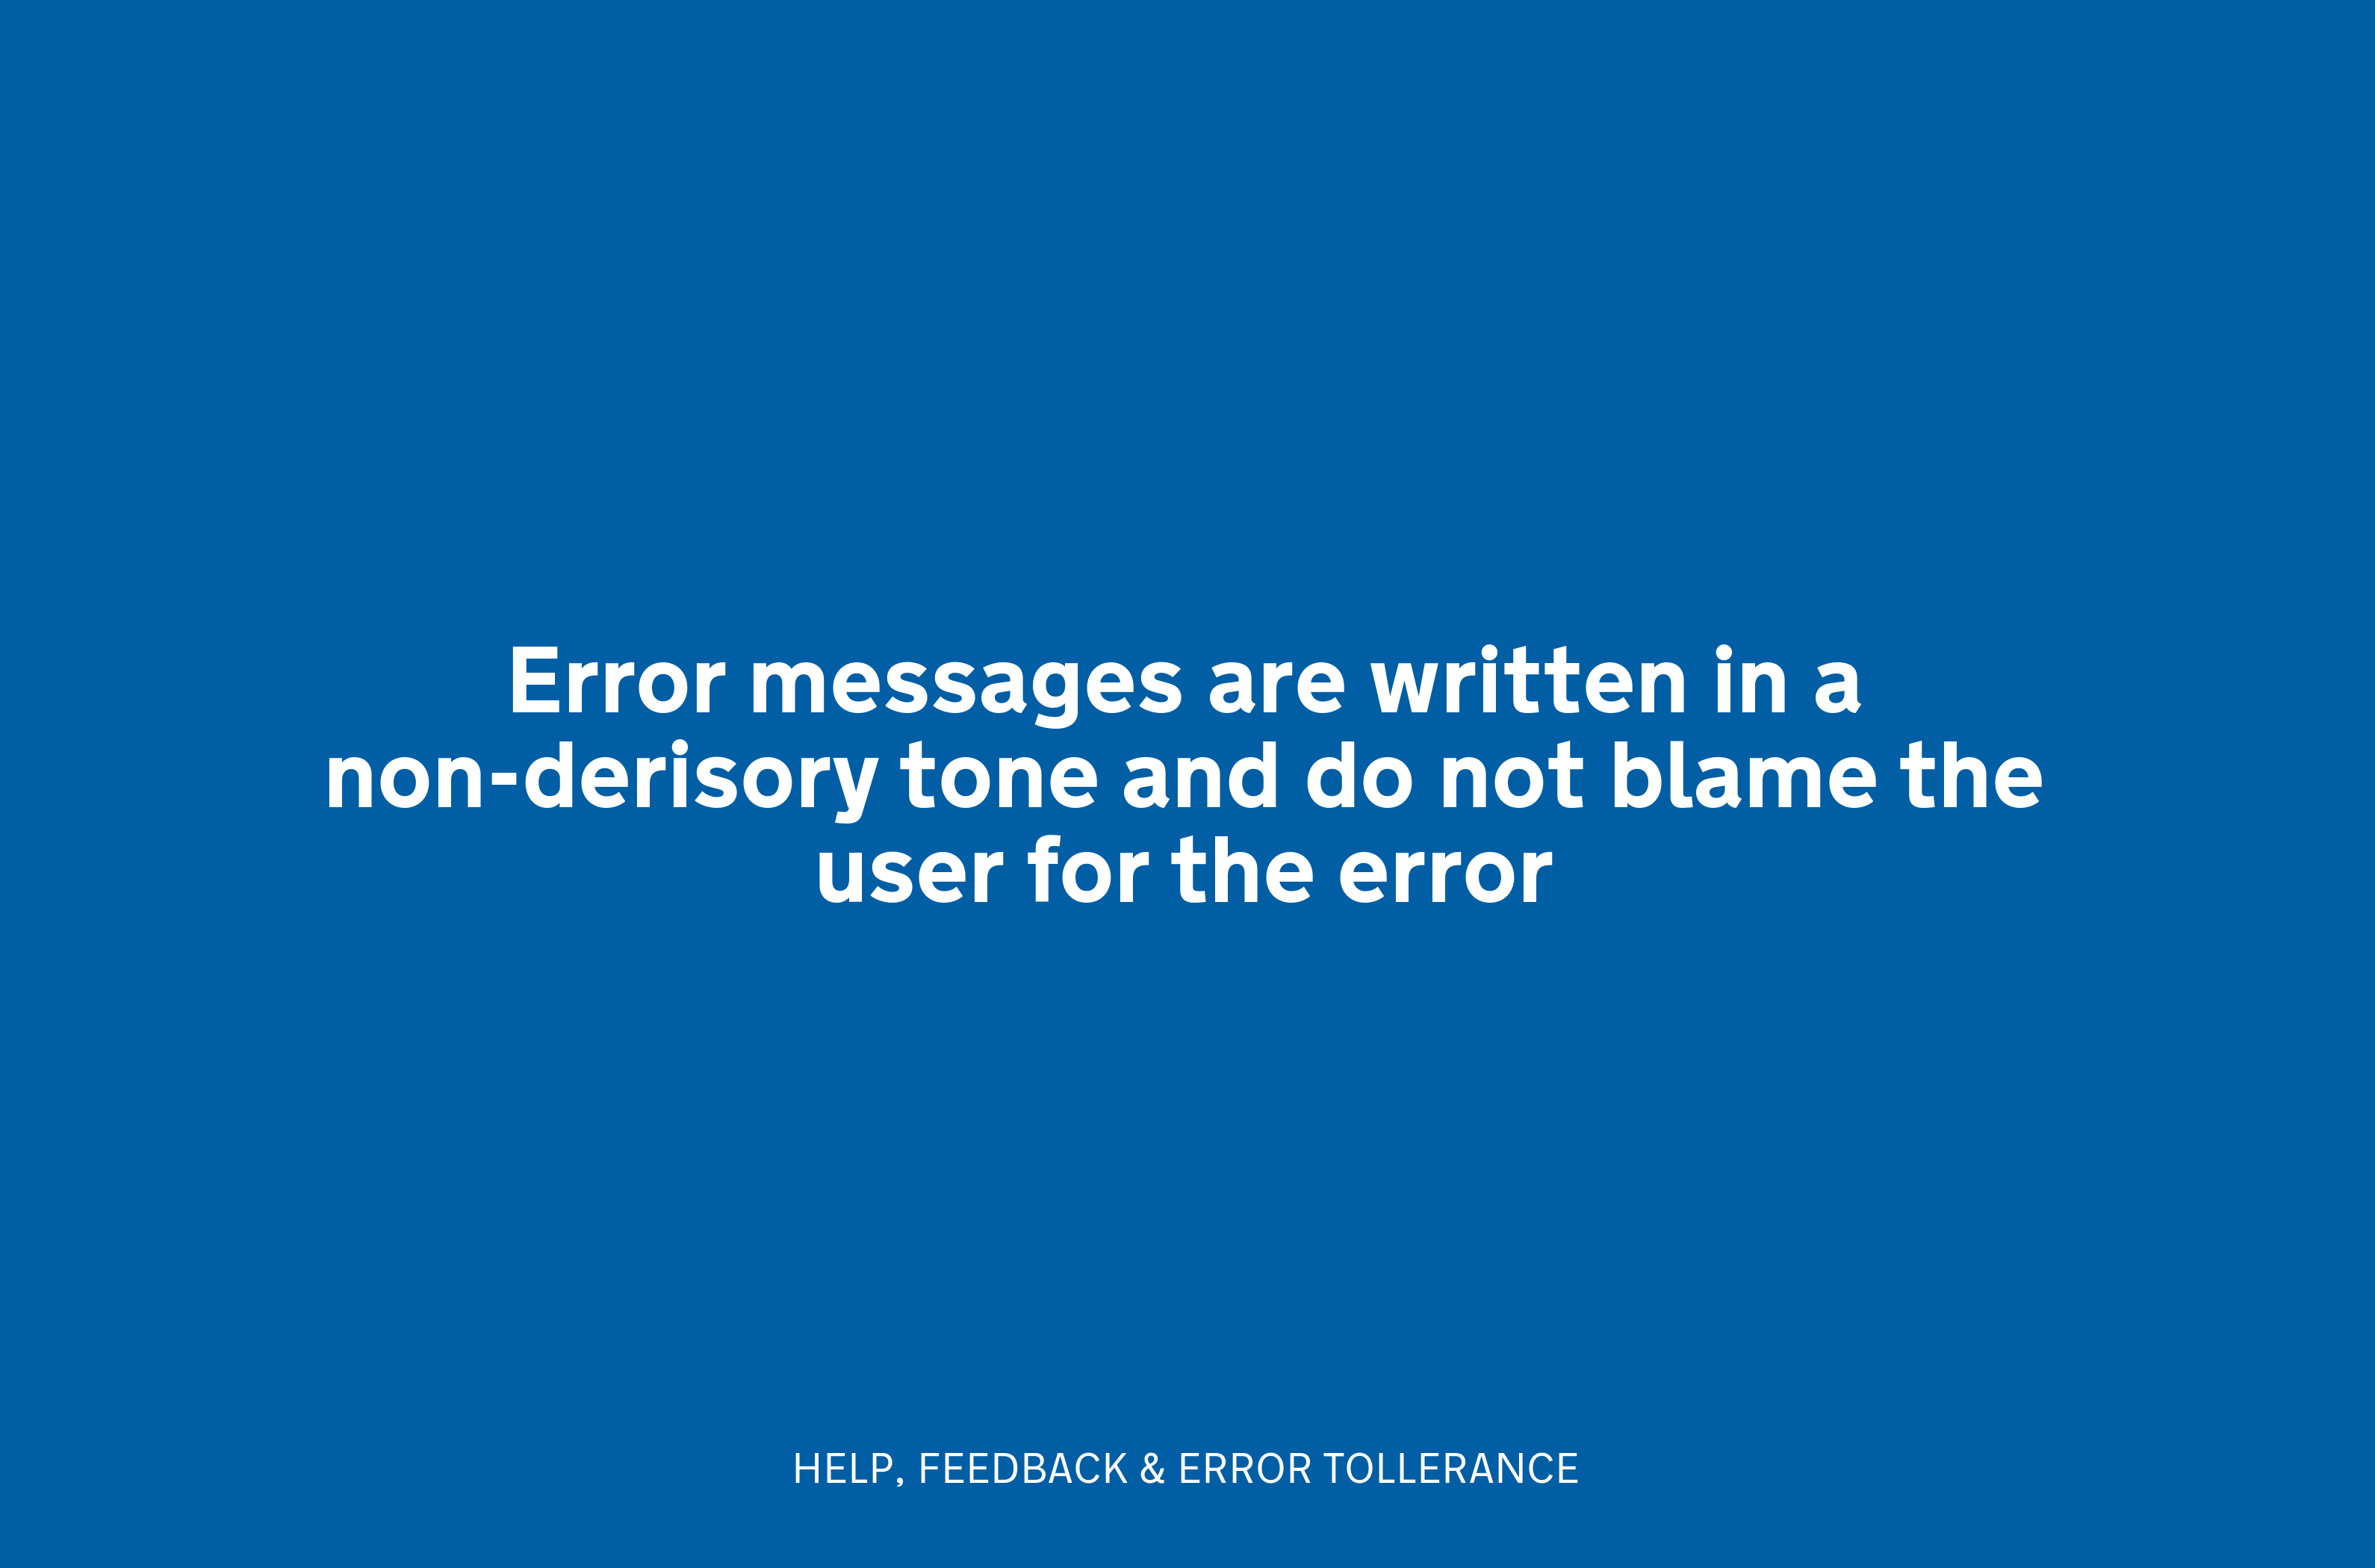 Error messages are written in a
non-derisory tone and do not blame the
user for the error
HELP, FEEDBACK & ERROR TOLLERANCE